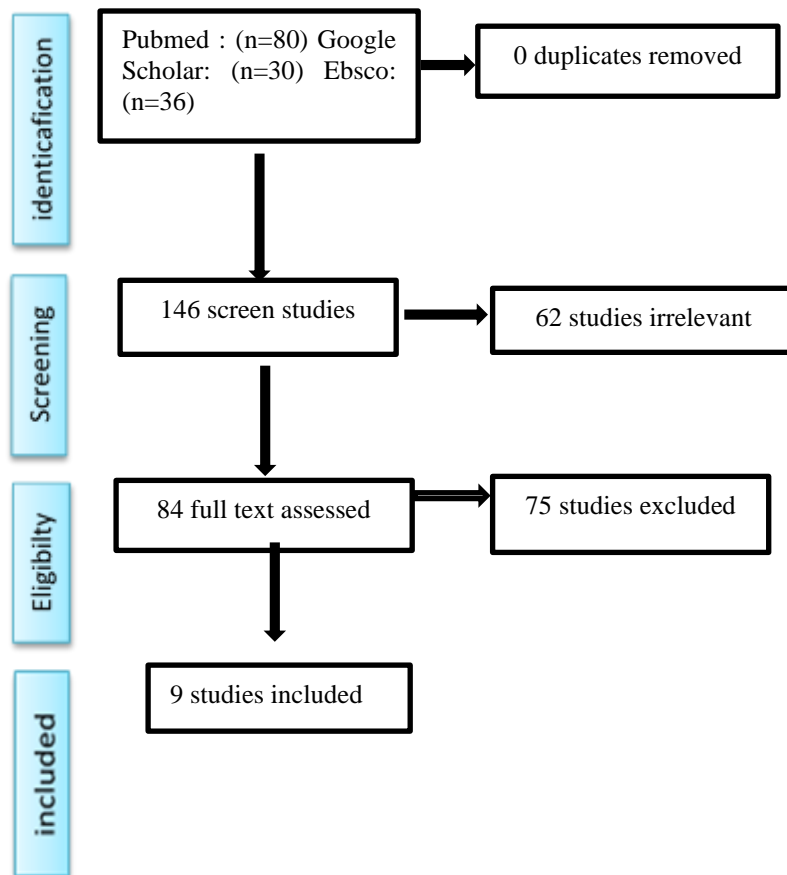 identicafication
Pubmed : (n=80) Google
Scholar: (n=30) Ebsco:
(n=36)
0 duplicates removed
Screening
146 screen studies
62 studies irrelevant
Eligibilty
84 full text assessed
75 studies excluded
included
9 studies included